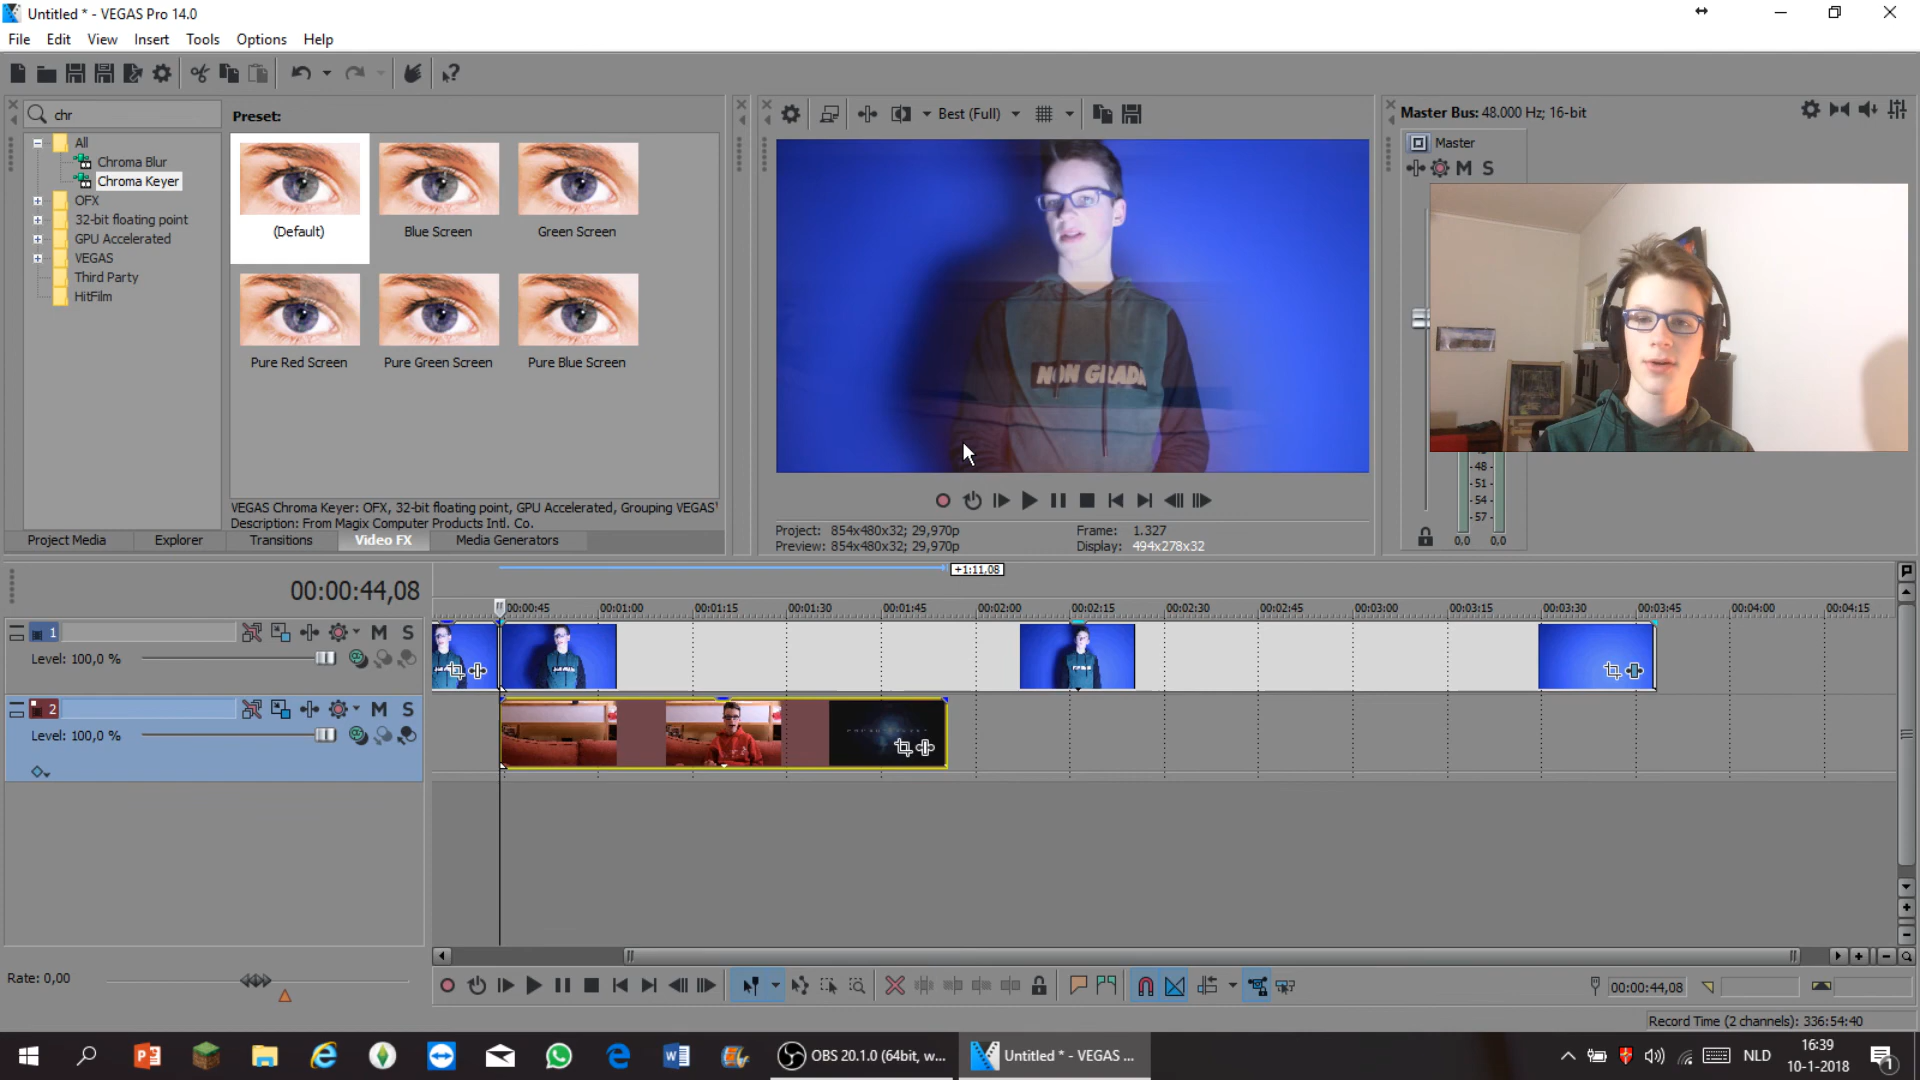 Untitled * - VEGAS Pro 14.0
File Edit View Insert Tools Options Help
chr
Preset:
All
Chroma Blur
Chroma Keyer
OFX
32-bit floating point
GPU Accelerated
VEGAS
Third Party
HitFilm
(Default) Blue Screen Green Screen
Pure Red Screen Pure Green Screen Pure Blue Screen
VEGAS Chroma Keyer: OFX, 32-bit floating point, GPU Accelerated, Grouping VEGAS\
Description: From Magix Computer Products Intl. Co.
Project Media Explorer Transitions Video FX Media Generators
Best (Full)
NON GRADA
Project: 854x480x32; 29,970p Frame: 1.327
Preview: 854x480x32; 29,970p Display: 494x278x32
Master Bus: 48.000 Hz; 16-bit
Master
M S
-48-
-51-
-54-
-57-
0,0 0,0
00:00:44,08
+1:11,08
00:00:45 00:01:00 00:01:15 00:01:30 00:01:45 00:02:00 00:02:15 00:02:30 00:02:45 00:03:00 00:03:15 00:03:30 00:03:45 00:04:00 00:04:15
1 M S
Level: 100,0 %
2 M S
Level: 100,0 %
Rate: 0,00
00:00:44,08
Record Time (2 channels): 336:54:40
OBS 20.1.0 (64bit, w...
Untitled * - VEGAS ...
NLD
16:39
10-1-2018
1